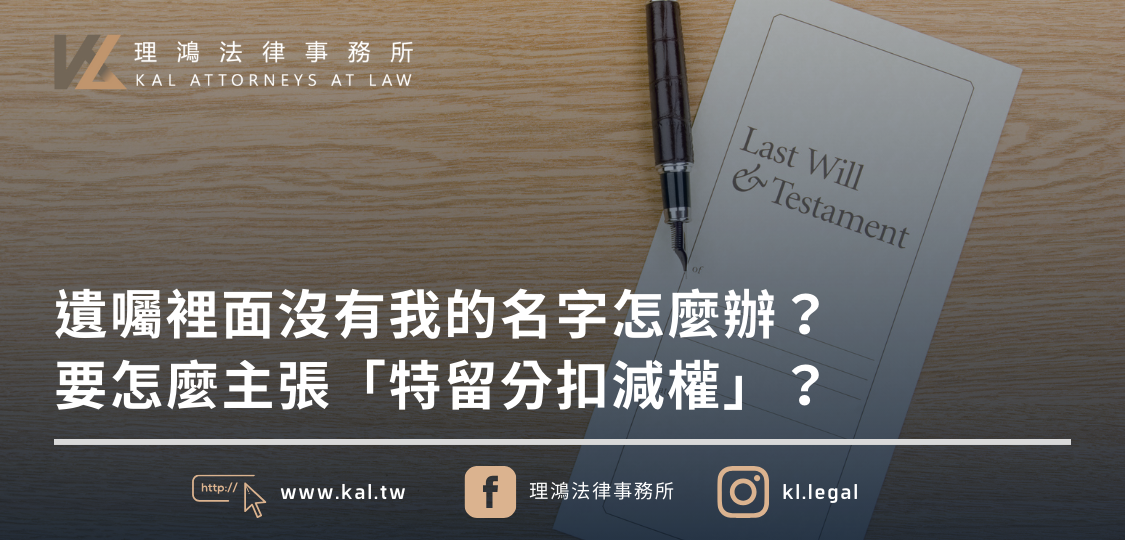 理鴻法律事務所
KAL ATTORNEYS AT LAW
Last Will
& Testament
of
遺囑裡面沒有我的名字怎麼辦？
要怎麼主張「特留分扣減權」？
http://
www.kal.tw
理鴻法律事務所
kl.legal